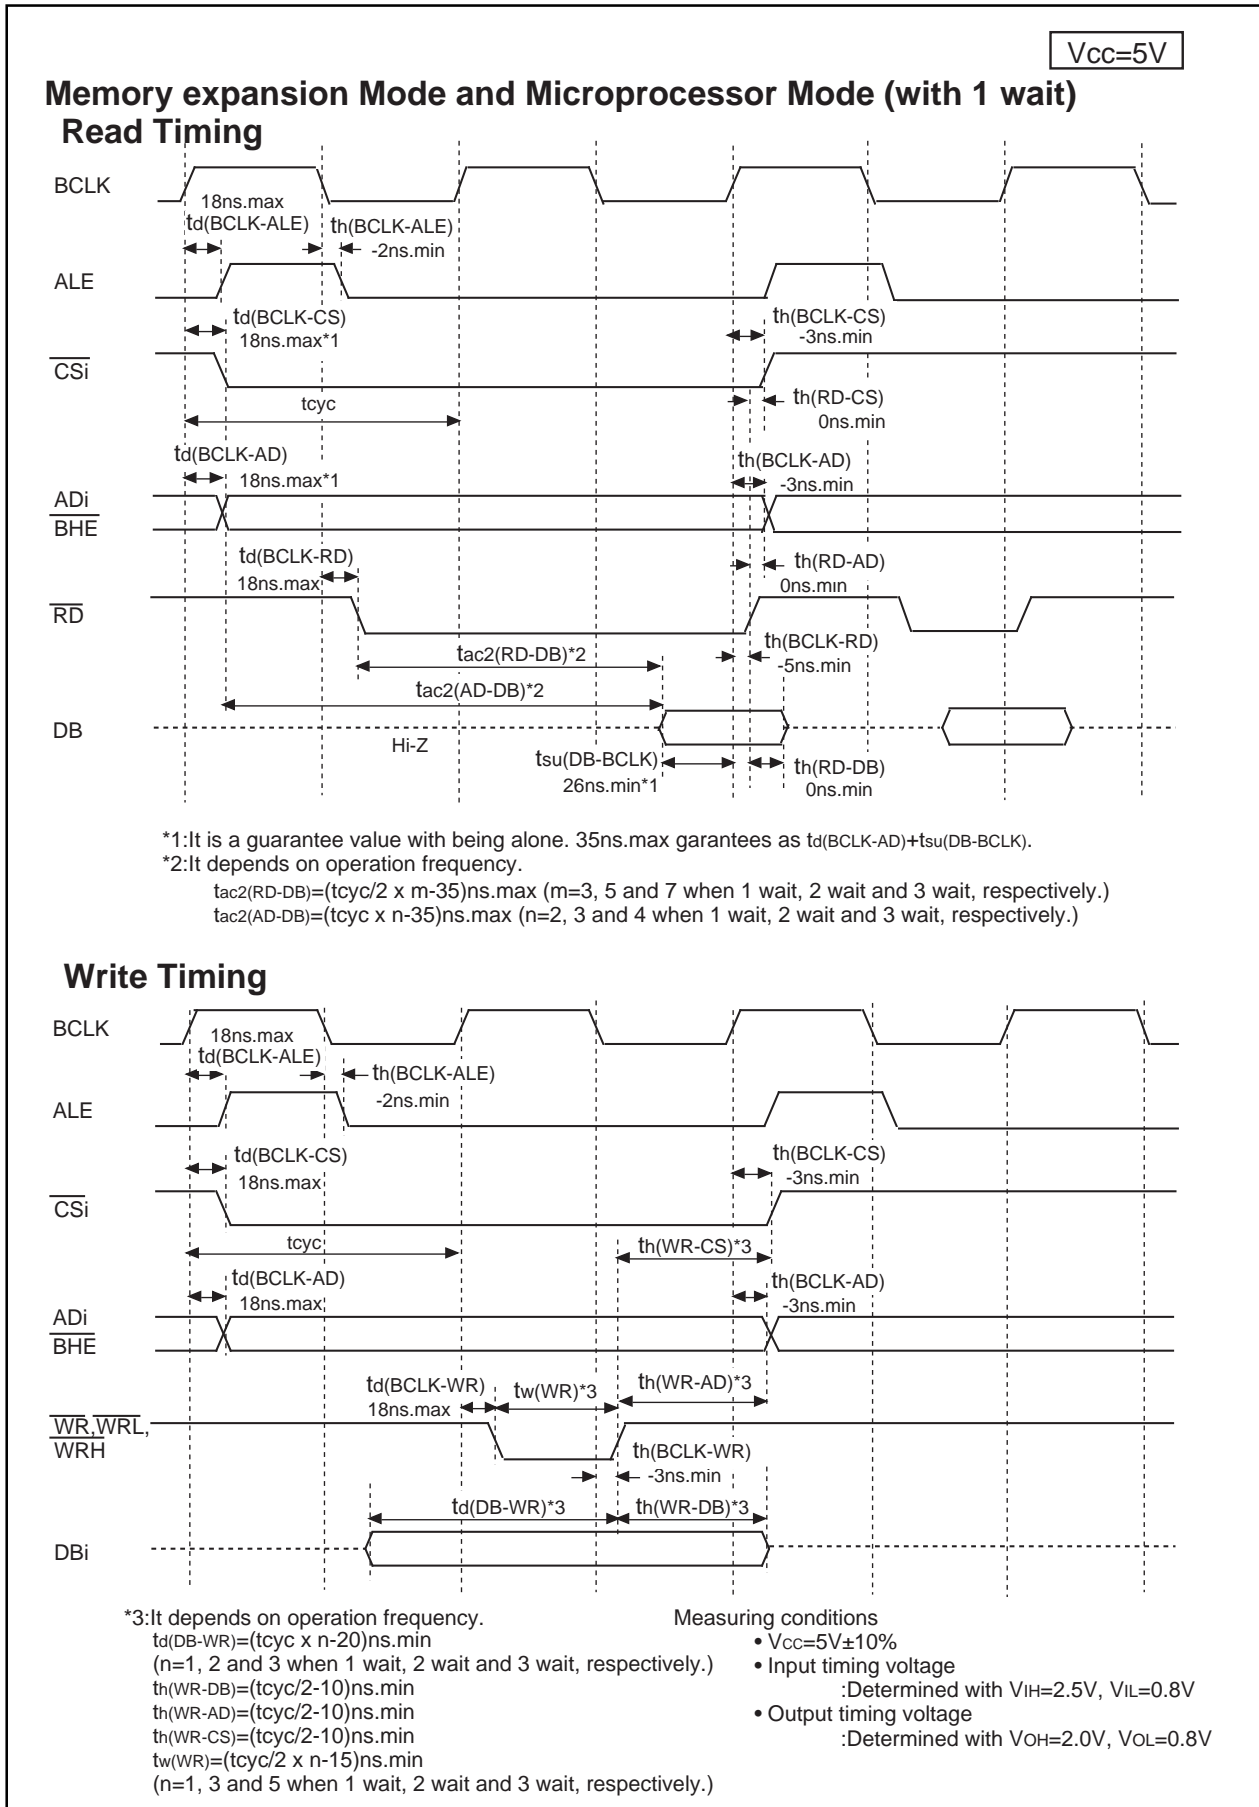 Vcc=5V
Memory expansion Mode and Microprocessor Mode (with 1 wait)
Read Timing
BCLK
18ns.max
td(BCLK-ALE)
th(BCLK-ALE)
-2ns.min
ALE
td(BCLK-CS)
18ns.max*1
th(BCLK-CS)
-3ns.min
CSi
tcyc
th(RD-CS)
0ns.min
td(BCLK-AD)
18ns.max*1
th(BCLK-AD)
-3ns.min
ADi
BHE
td(BCLK-RD)
18ns.max
th(RD-AD)
0ns.min
RD
th(BCLK-RD)
-5ns.min
tac2(RD-DB)*2
tac2(AD-DB)*2
DB
Hi-Z
tsu(DB-BCLK)
26ns.min*1
th(RD-DB)
0ns.min
*1:It is a guarantee value with being alone. 35ns.max garantees as td(BCLK-AD)+tsu(DB-BCLK).
*2:It depends on operation frequency.
tac2(RD-DB)=(tcyc/2 x m-35)ns.max (m=3, 5 and 7 when 1 wait, 2 wait and 3 wait, respectively.)
tac2(AD-DB)=(tcyc x n-35)ns.max (n=2, 3 and 4 when 1 wait, 2 wait and 3 wait, respectively.)
Write Timing
BCLK
18ns.max
td(BCLK-ALE)
th(BCLK-ALE)
-2ns.min
ALE
td(BCLK-CS)
18ns.max
th(BCLK-CS)
-3ns.min
CSi
tcyc
th(WR-CS)*3
td(BCLK-AD)
18ns.max
th(BCLK-AD)
-3ns.min
ADi
BHE
td(BCLK-WR)
18ns.max
tw(WR)*3
th(WR-AD)*3
WR,WRL,
WRH
th(BCLK-WR)
-3ns.min
td(DB-WR)*3
th(WR-DB)*3
DBi
*3:It depends on operation frequency.
td(DB-WR)=(tcyc x n-20)ns.min
(n=1, 2 and 3 when 1 wait, 2 wait and 3 wait, respectively.)
th(WR-DB)=(tcyc/2-10)ns.min
th(WR-AD)=(tcyc/2-10)ns.min
th(WR-CS)=(tcyc/2-10)ns.min
tw(WR)=(tcyc/2 x n-15)ns.min
(n=1, 3 and 5 when 1 wait, 2 wait and 3 wait, respectively.)
Measuring conditions
• VCC=5V±10%
• Input timing voltage
:Determined with VIH=2.5V, VIL=0.8V
• Output timing voltage
:Determined with VOH=2.0V, VOL=0.8V